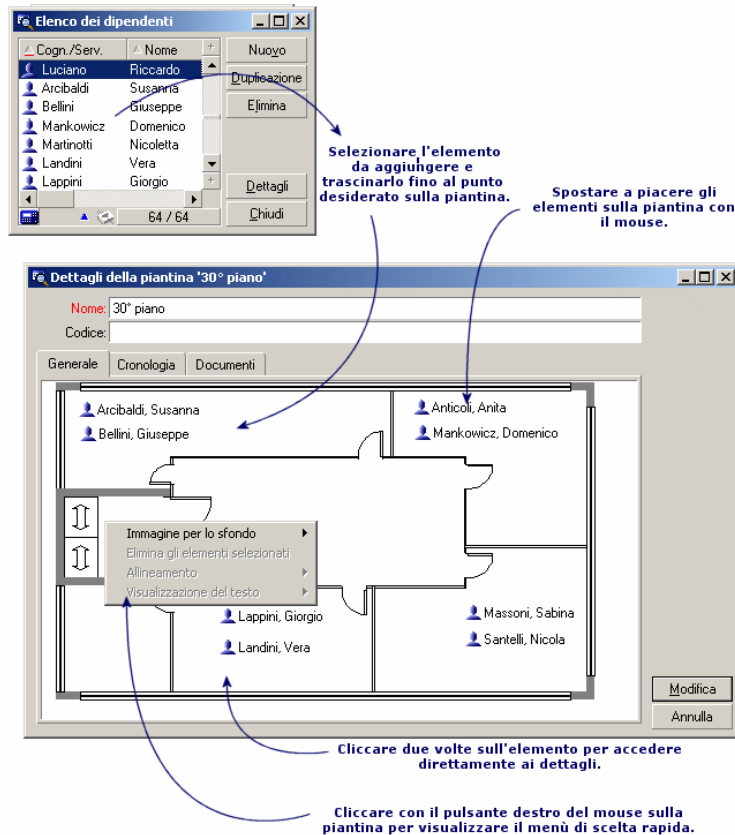 Elenco dei dipendenti
Cogn./Serv. Nome +
Luciano Riccardo
Arcibaldi Susanna
Bellini Giuseppe
Mankowicz Domenico
Martinotti Nicoletta
Landini Vera
Lappini Giorgio +
64 / 64
Nuovo
Duplicazione
Elimina
Dettagli
Chiudi
Selezionare l'elemento
da aggiungere e
trascinarlo fino al punto
desiderato sulla piantina.
Spostare a piacere gli
elementi sulla piantina con
il mouse.
Dettagli della piantina '30° piano'
Nome: 30° piano
Codice:
Generale Cronologia Documenti
Arcibaldi, Susanna
Bellini, Giuseppe
Anticoli, Anita
Mankowicz, Domenico
Immagine per lo sfondo
Elimina gli elementi selezionati
Allineamento
Visualizzazione del testo
Lappini, Giorgio
Landini, Vera
Massoni, Sabina
Santelli, Nicola
Modifica
Annulla
Cliccare due volte sull'elemento per accedere
direttamente ai dettagli.
Cliccare con il pulsante destro del mouse sulla
piantina per visualizzare il menù di scelta rapida.